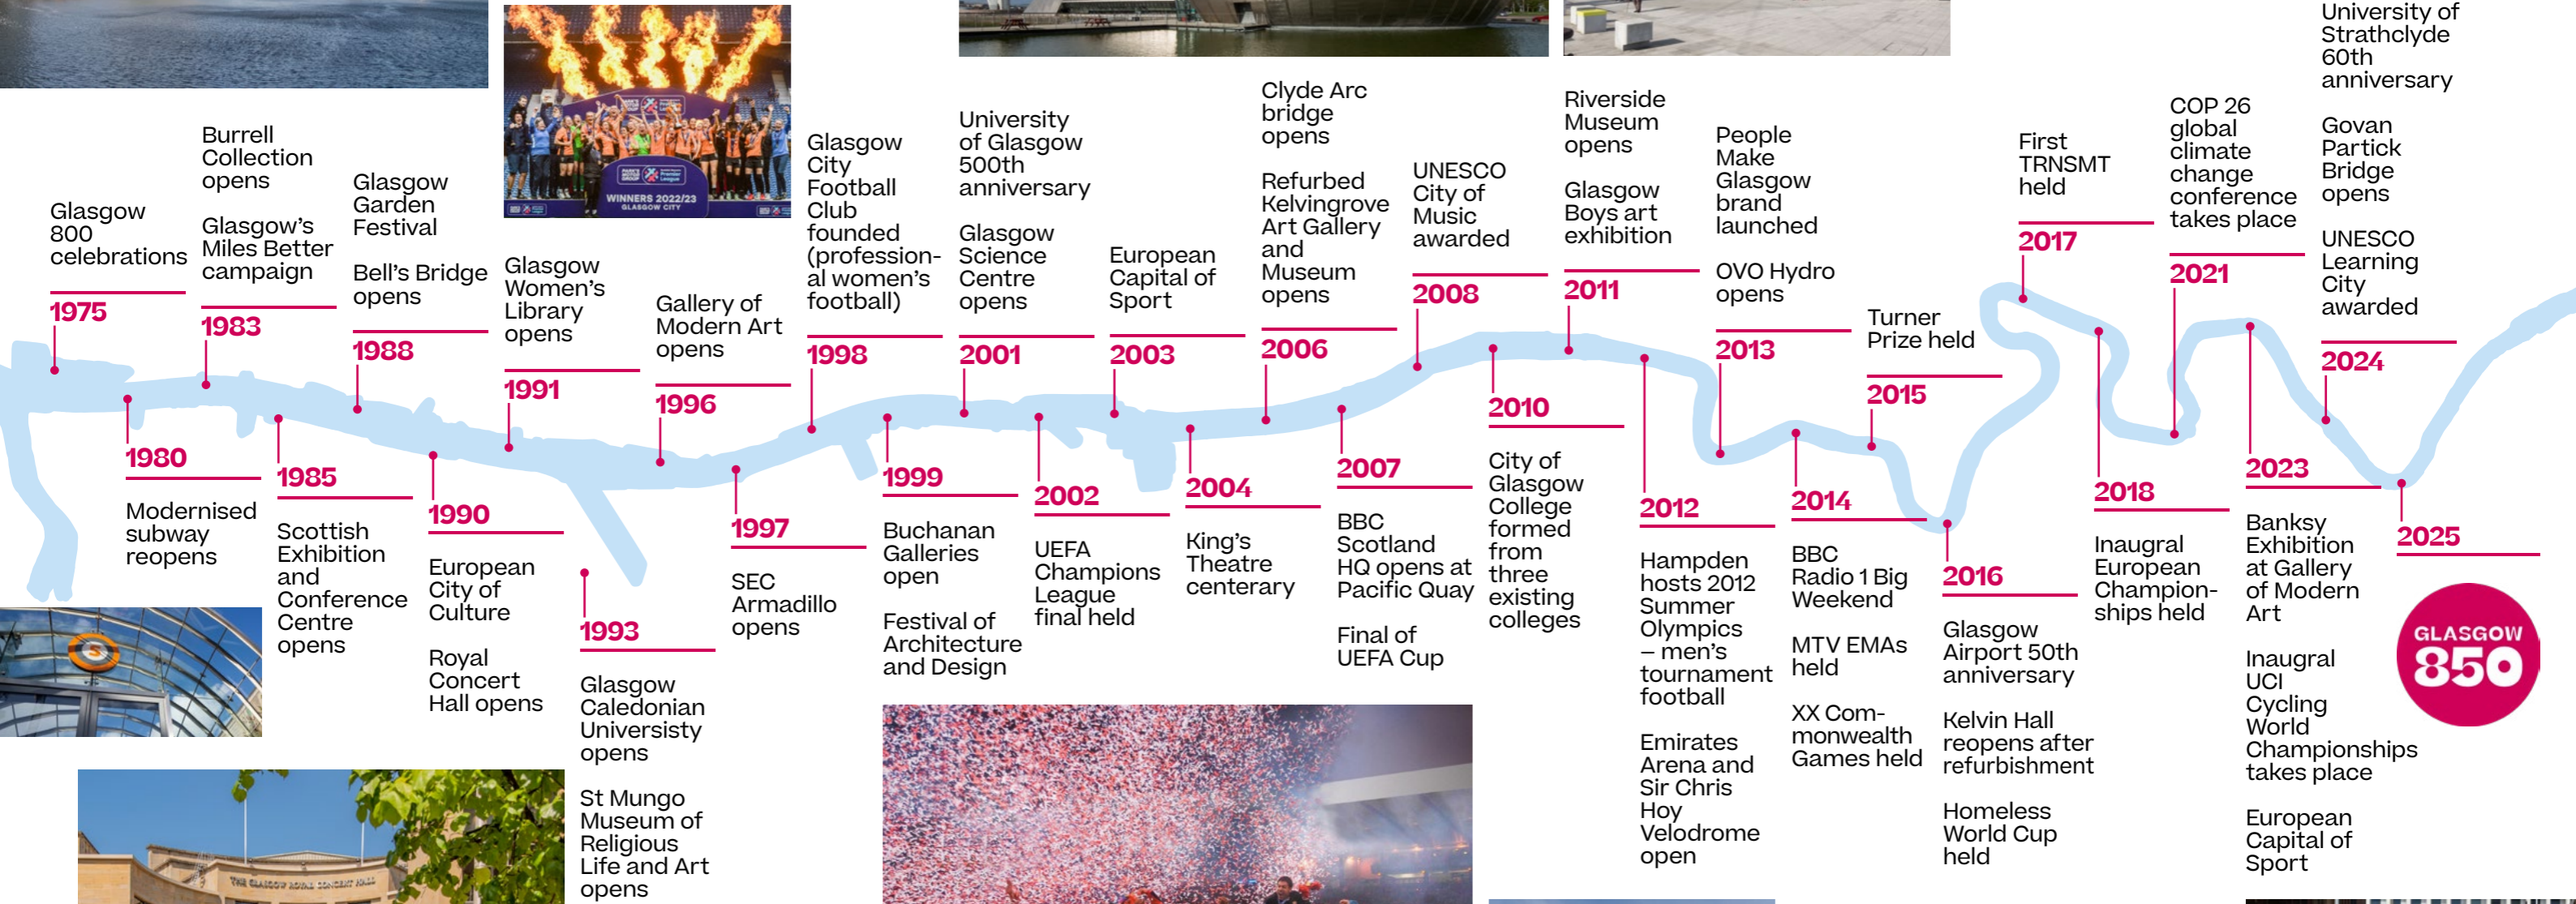 Glasgow
800
celebrations
1975
1980
Modernised
subway
reopens
Burrell
Collection
opens
Glasgow’s
Miles Better
campaign
1983
1985
Scottish
Exhibition
and
Conference
Centre
opens
Glasgow
Garden
Festival
Bell’s Bridge
opens
1988
1990
European
City of
Culture
Royal
Concert
Hall opens
THE GLASGOW ROYAL CONCERT HALL
WINNERS 2022/23
GLASGOW CITY
Glasgow
Women’s
Library
opens
1991
1993
Glasgow
Caledonian
Universisty
opens
St Mungo
Museum of
Religious
Life and Art
opens
Gallery of
Modern Art
opens
1996
1997
SEC
Armadillo
opens
Glasgow
City
Football
Club
founded
(profession-
al women’s
football)
1998
1999
Buchanan
Galleries
open
Festival of
Architecture
and Design
University
of Glasgow
500th
anniversary
Glasgow
Science
Centre
opens
2001
2002
UEFA
Champions
League
final held
European
Capital of
Sport
2003
2004
King’s
Theatre
centerary
Clyde Arc
bridge
opens
Refurbed
Kelvingrove
Art Gallery
and
Museum
opens
2006
2007
BBC
Scotland
HQ opens at
Pacific Quay
Final of
UEFA Cup
UNESCO
City of
Music
awarded
2008
2010
City of
Glasgow
College
formed
from
three
existing
colleges
Riverside
Museum
opens
Glasgow
Boys art
exhibition
2011
2012
Hampden
hosts 2012
Summer
Olympics
– men’s
tournament
football
Emirates
Arena and
Sir Chris
Hoy
Velodrome
open
People
Make
Glasgow
brand
launched
OVO Hydro
opens
2013
2014
BBC
Radio 1 Big
Weekend
MTV EMAs
held
XX Com-
monwealth
Games held
Turner
Prize held
2015
2016
Glasgow
Airport 50th
anniversary
Kelvin Hall
reopens after
refurbishment
Homeless
World Cup
held
First
TRNSMT
held
2017
2018
Inaugural
European
Champion-
ships held
COP 26
global
climate
change
conference
takes place
2021
2023
Banksy
Exhibition
at Gallery
of Modern
Art
Inaugural
UCI
Cycling
World
Championships
takes place
European
Capital of
Sport
University of
Strathclyde
60th
anniversary
Govan
Partick
Bridge
opens
UNESCO
Learning
City
awarded
2024
2025
GLASGOW
850